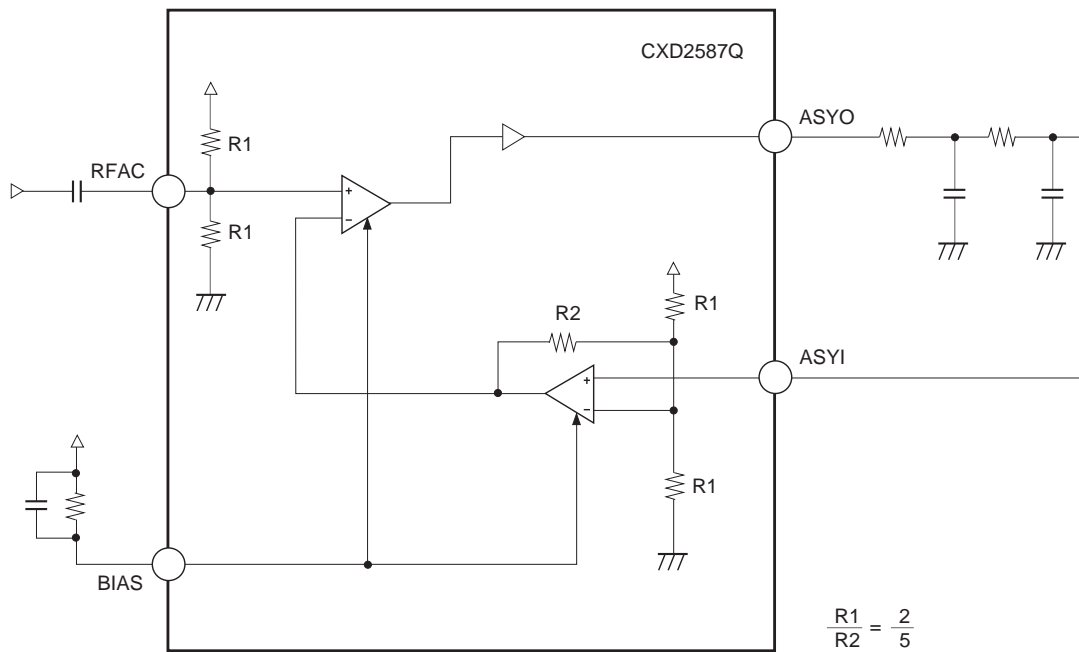 CXD2587Q
ASYO
R1
RFAC
+
−
R1
R1
R2
ASYI
+
−
R1
BIAS
R1/R2 = 2/5